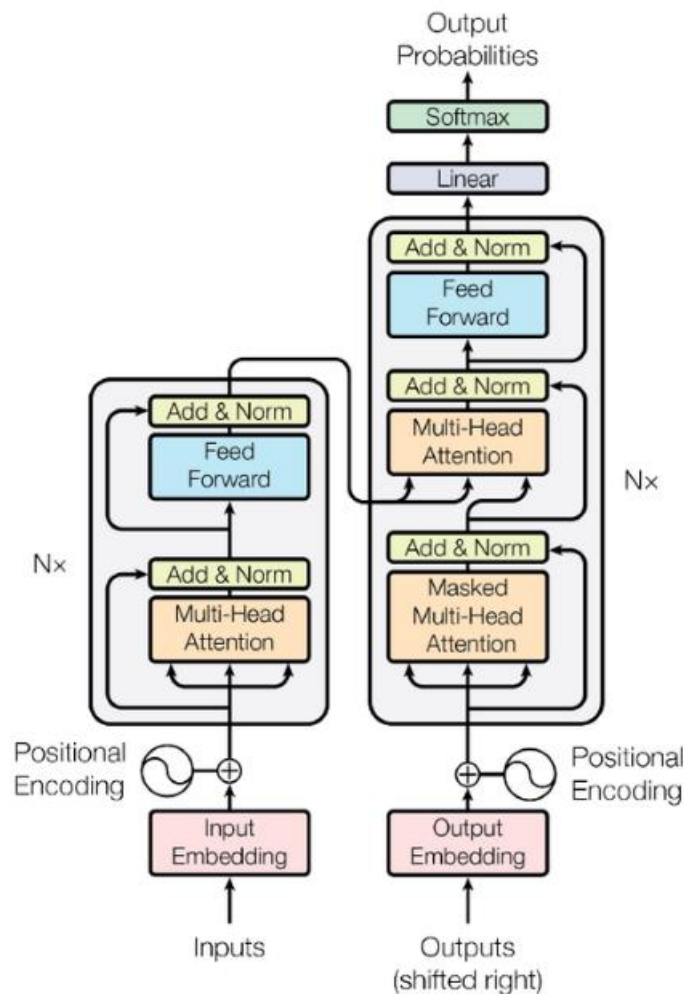 Output
Probabilities
Softmax
Linear
Add & Norm
Feed
Forward
Add & Norm
Multi-Head
Attention
Add & Norm
Masked
Multi-Head
Attention
N×
Add & Norm
Feed
Forward
Add & Norm
Multi-Head
Attention
N×
Positional
Encoding
Positional
Encoding
Input
Embedding
Output
Embedding
Inputs
Outputs
(shifted right)